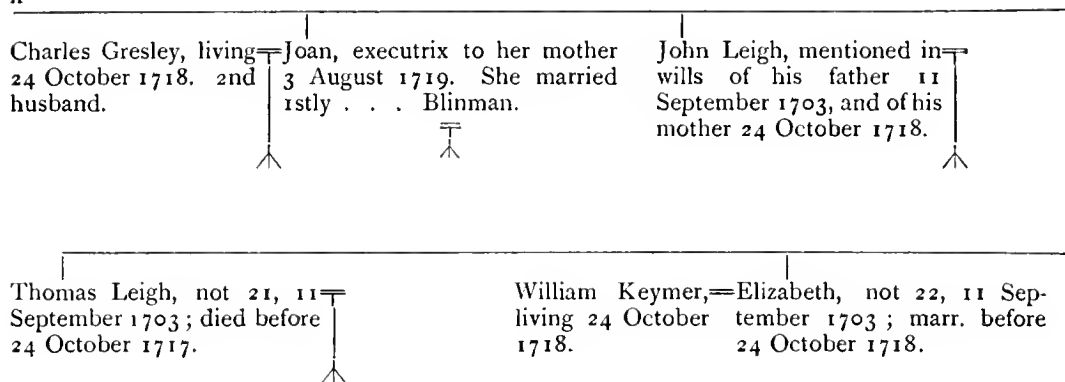 Charles Gresley, living
24 October 1718. 2nd
husband.
Joan, executrix to her mother
3 August 1719. She married
1stly . . . Blinman.
John Leigh, mentioned in
wills of his father 11
September 1703, and of his
mother 24 October 1718.
Thomas Leigh, not 21, 11
September 1703; died before
24 October 1717.
William Keymer,
living 24 October
1718.
Elizabeth, not 22, 11 Sep-
tember 1703; marr. before
24 October 1718.